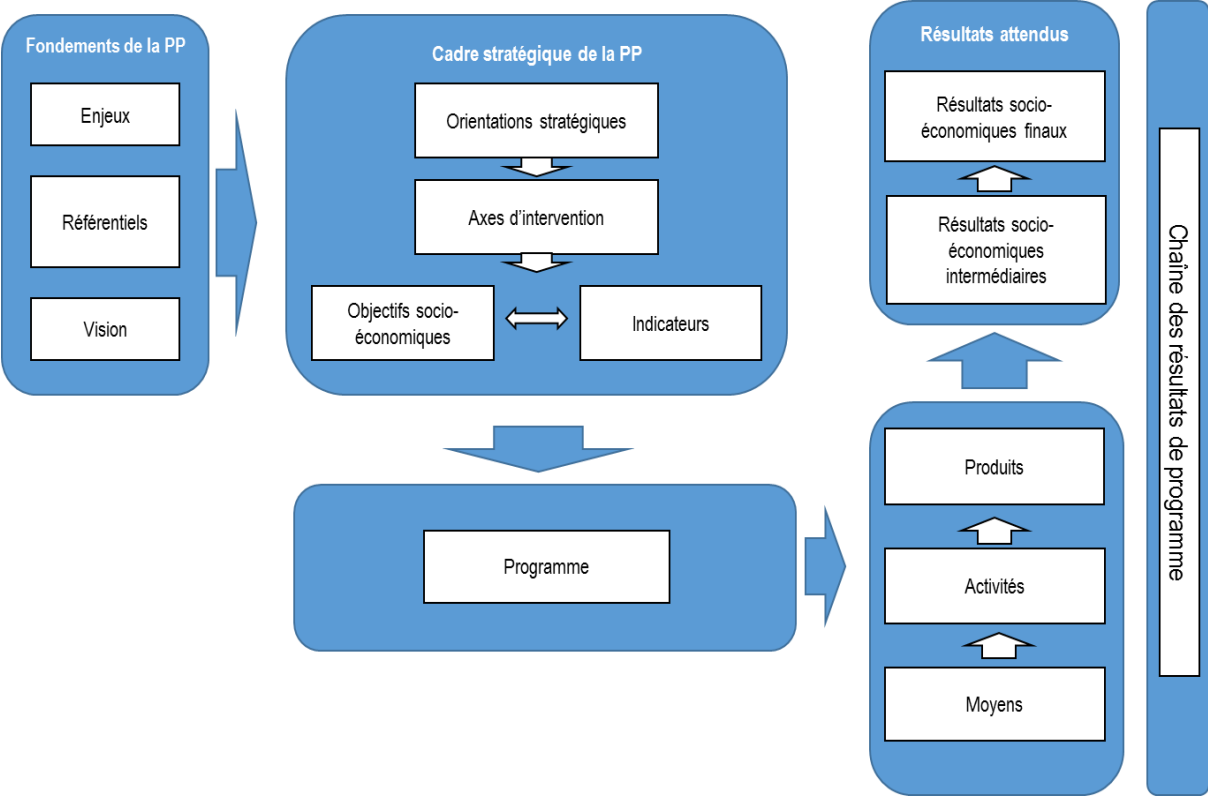 Fondements de la PP
Enjeux
Référentiels
Vision
Cadre stratégique de la PP
Orientations stratégiques
Axes d'intervention
Objectifs socio-
économiques
Indicateurs
Programme
Résultats attendus
Résultats socio-
économiques finaux
Résultats socio-
économiques
intermédiaires
Produits
Activités
Moyens
Chaîne des résultats de programme